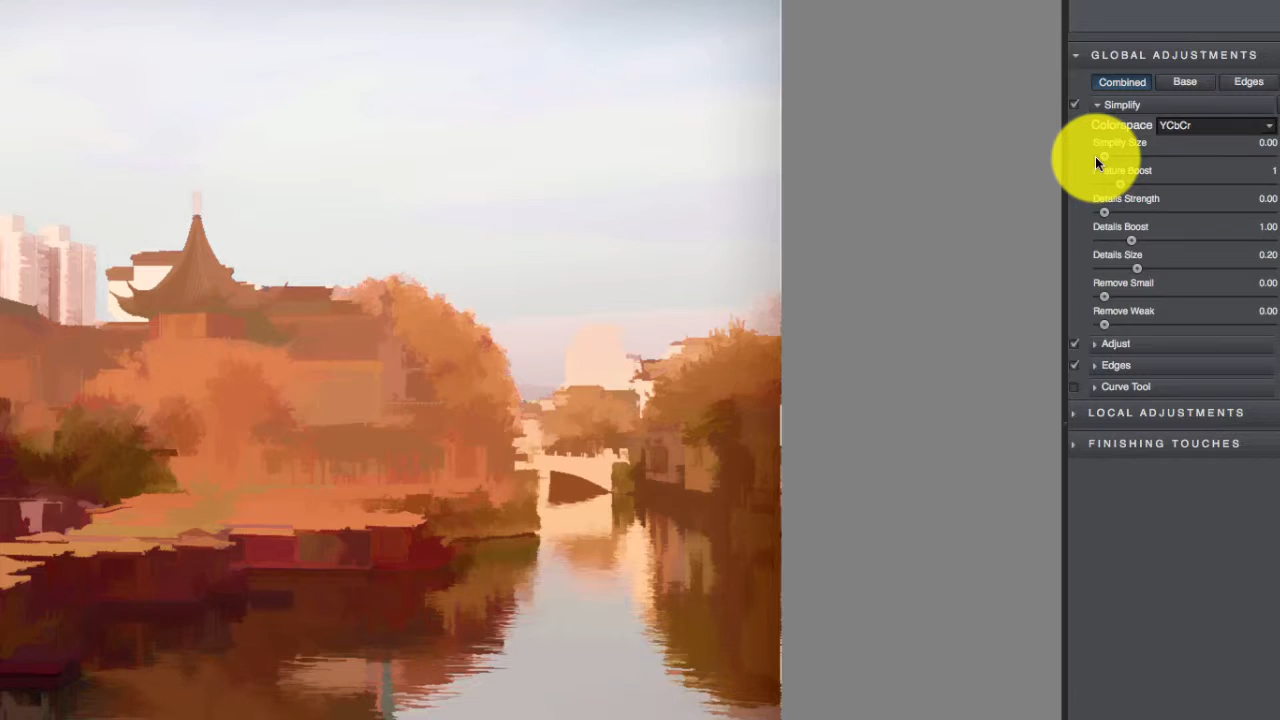 GLOBAL ADJUSTMENTS
Combined Base Edges
Simplify
Colorspace YCbCr
Simplify Size 0.00
Feature Boost 1
Details Strength 0.00
Details Boost 1.00
Details Size 0.20
Remove Small 0.00
Remove Weak 0.00
Adjust
Edges
Curve Tool
LOCAL ADJUSTMENTS
FINISHING TOUCHES